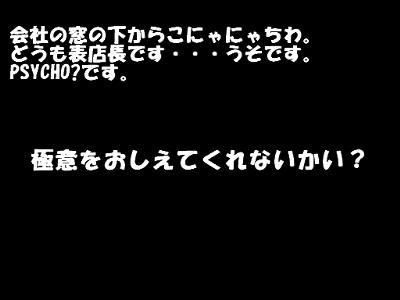 会社の窓の下からこにゃにゃちわ。
どうも表店長です・・・うそです。
PSYCHO?です。
極意をおしえてくれないかい？